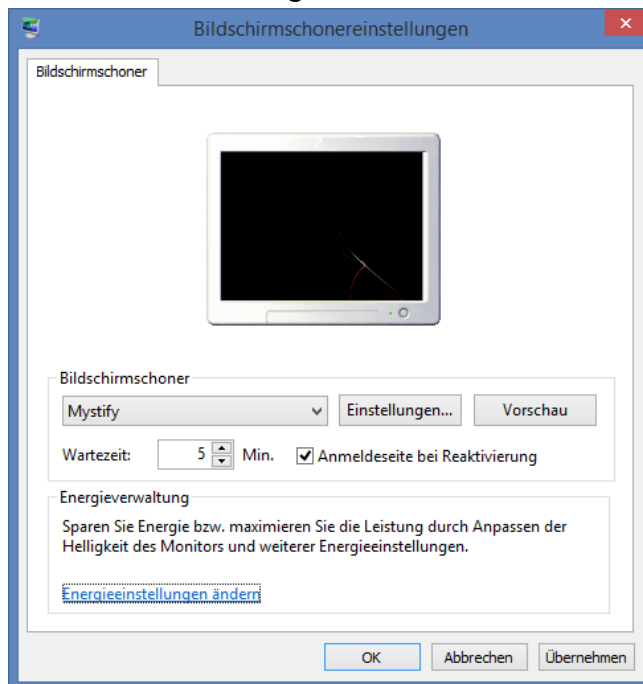 Bildschirmschonereinstellungen
Bildschirmschoner
Bildschirmschoner
Mystify
Einstellungen...
Vorschau
Wartezeit:
5
Min.
Anmeldeseite bei Reaktivierung
Energieverwaltung
Sparen Sie Energie bzw. maximieren Sie die Leistung durch Anpassen der
Helligkeit des Monitors und weiterer Energieeinstellungen.
Energieeinstellungen ändern
OK
Abbrechen
Übernehmen